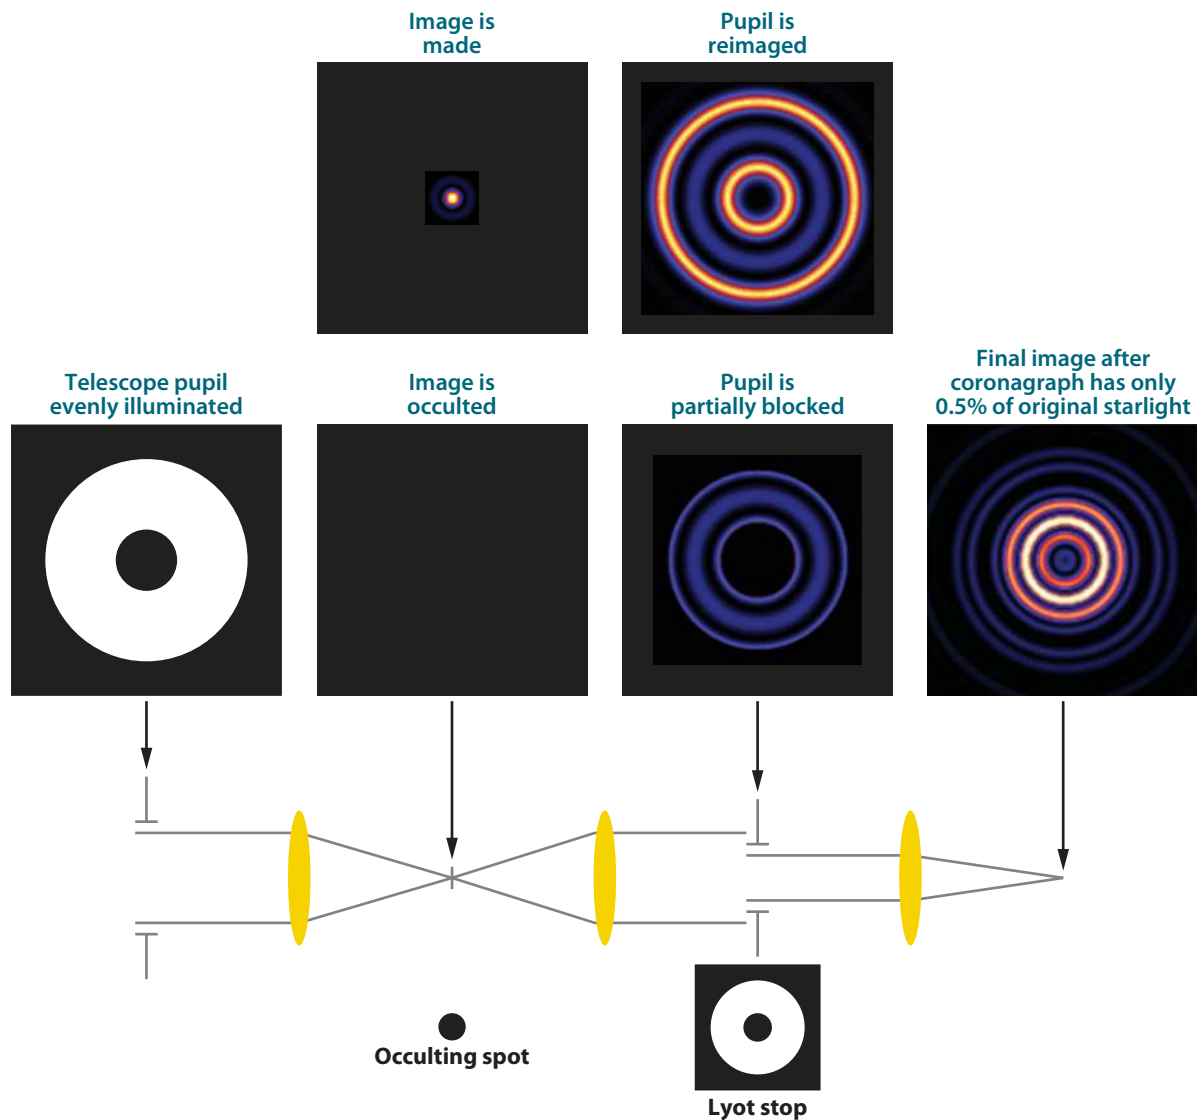 Image is
made
Pupil is
reimaged
Telescope pupil
evenly illuminated
Image is
occulted
Pupil is
partially blocked
Final image after
coronagraph has only
0.5% of original starlight
Occulting spot
Lyot stop